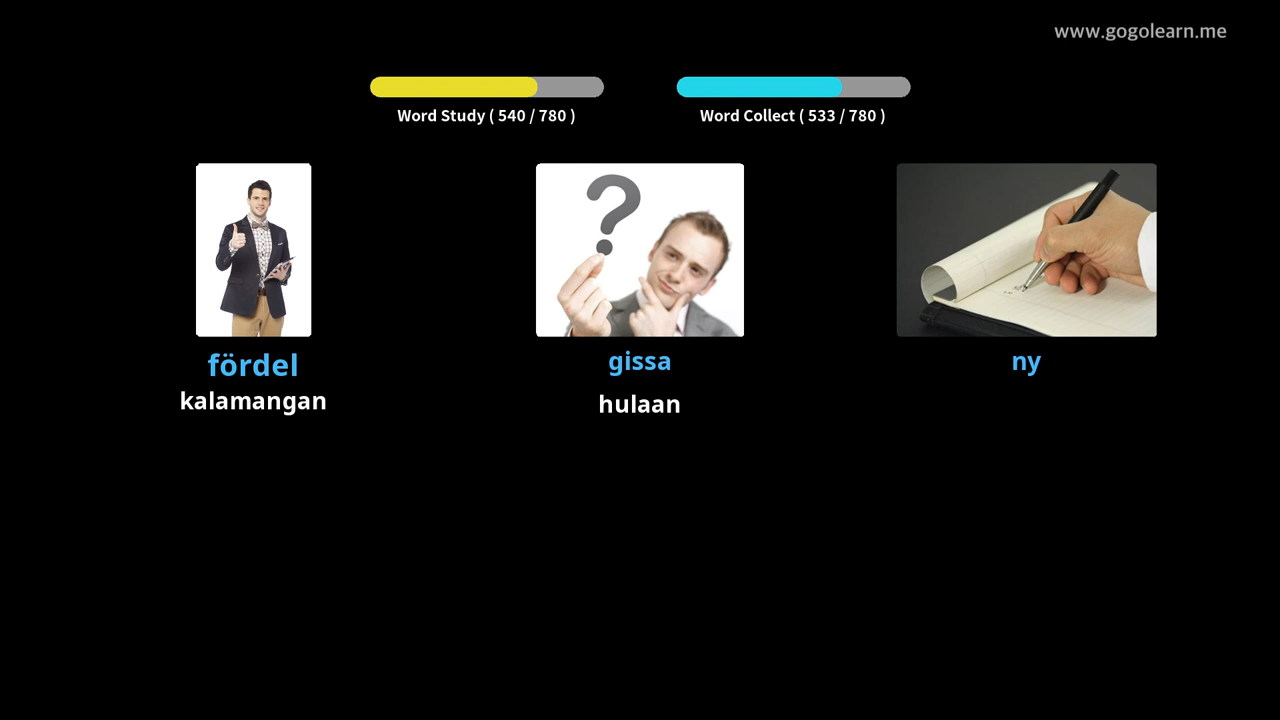 www.gogolearn.me
Word Study ( 540 / 780 )
Word Collect ( 533 / 780 )
fördel
kalamangan
gissa
hulaan
ny